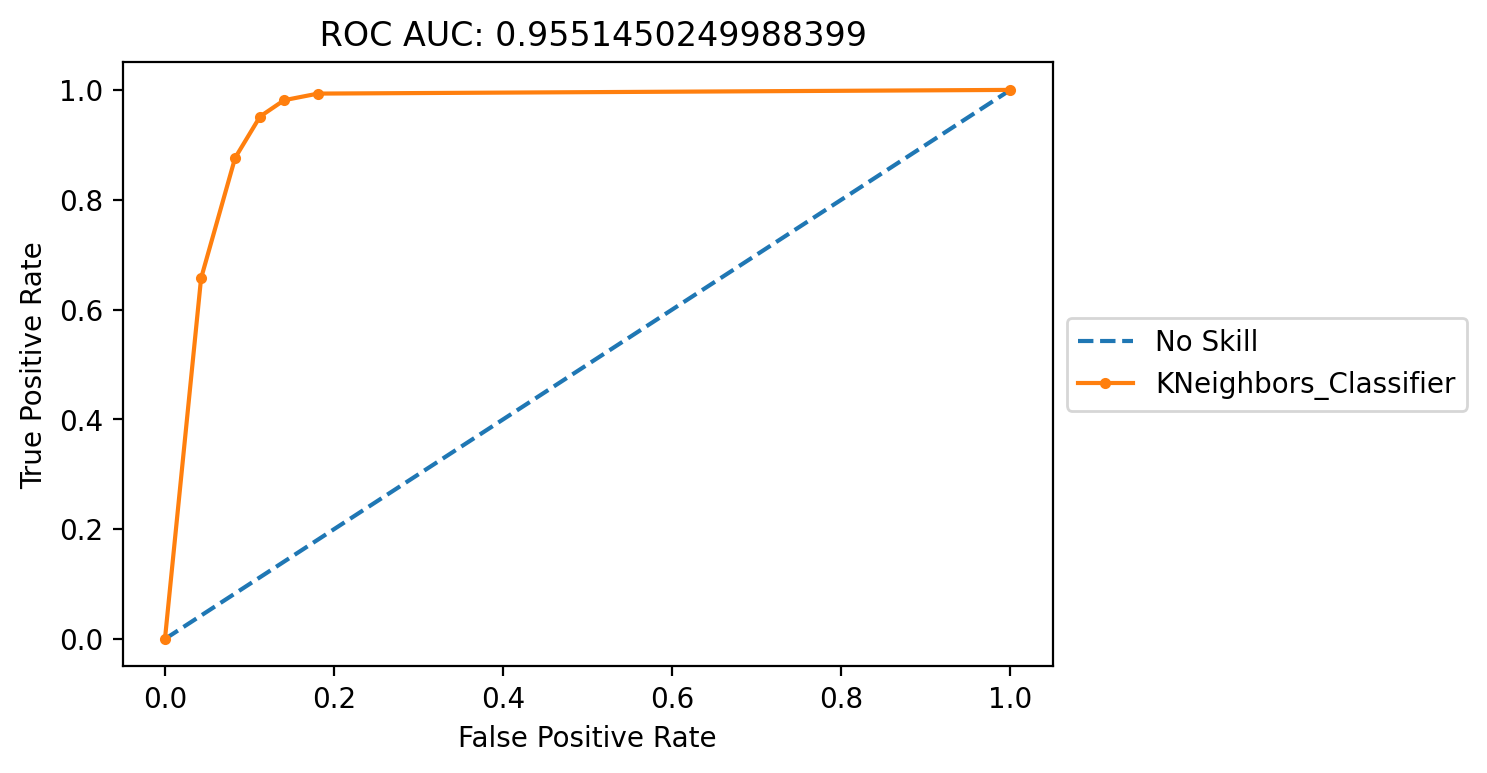 ROC AUC: 0.9551450249988399
1.0
0.8
0.6
0.4
0.2
0.0
True Positive Rate
0.0 0.2 0.4 0.6 0.8 1.0
False Positive Rate
No Skill
KNeighbors_Classifier